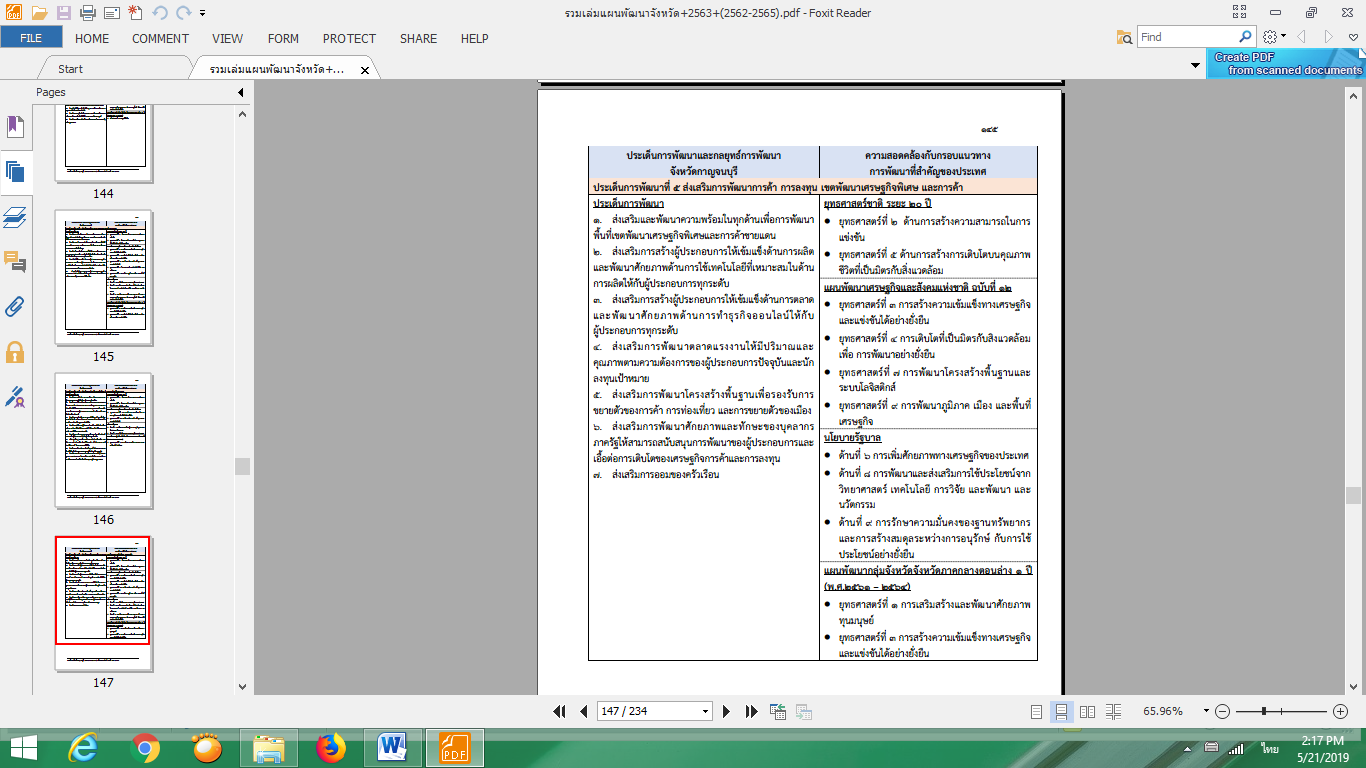 รวมเล่มแผนพัฒนาจังหวัด+2563+(2562-2565).pdf - Foxit Reader
FILE HOME COMMENT VIEW FORM PROTECT SHARE HELP
Find
Start
รวมเล่มแผนพัฒนาจังหวัด+...
Create PDF
from scanned documents
Pages
144
145
146
147
๑๔๕
ประเด็นการพัฒนาและกลยุทธ์การพัฒนา
จังหวัดกาญจนบุรี
ความสอดคล้องกับกรอบแนวทาง
การพัฒนาที่สำคัญของประเทศ
ประเด็นการพัฒนาที่ ๕ ส่งเสริมการพัฒนาการค้า การลงทุน เขตพัฒนาเศรษฐกิจพิเศษ และการค้า
ประเด็นการพัฒนา
๑. ส่งเสริมและพัฒนาความพร้อมในทุกด้านเพื่อการพัฒนา
พื้นที่เขตพัฒนาเศรษฐกิจพิเศษและการค้าชายแดน
๒. ส่งเสริมการสร้างผู้ประกอบการให้เข้มแข็งด้านการผลิต
และพัฒนาศักยภาพด้านการใช้เทคโนโลยีที่เหมาะสมในด้าน
การผลิตให้กับผู้ประกอบการทุกระดับ
๓. ส่งเสริมการสร้างผู้ประกอบการให้เข้มแข็งด้านการตลาด
และพัฒนาศักยภาพด้านการทำธุรกิจออนไลน์ให้กับ
ผู้ประกอบการทุกระดับ
๔. ส่งเสริมการพัฒนาตลาดแรงงานให้มีปริมาณและ
คุณภาพตามความต้องการของผู้ประกอบการปัจจุบันและนัก
ลงทุนเป้าหมาย
๕. ส่งเสริมการพัฒนาโครงสร้างพื้นฐานเพื่อรองรับการ
ขยายตัวของการค้า การท่องเที่ยว และการขยายตัวของเมือง
๖. ส่งเสริมการพัฒนาศักยภาพและทักษะของบุคลากร
ภาครัฐให้สามารถสนับสนุนการพัฒนาของผู้ประกอบการและ
เอื้อต่อการเติบโตของเศรษฐกิจการค้าและการลงทุน
๗. ส่งเสริมการออมของครัวเรือน
ยุทธศาสตร์ชาติ ระยะ ๒๐ ปี
● ยุทธศาสตร์ที่ ๒ ด้านการสร้างความสามารถในการ
แข่งขัน
● ยุทธศาสตร์ที่ ๕ ด้านการสร้างการเติบโตบนคุณภาพ
ชีวิตที่เป็นมิตรกับสิ่งแวดล้อม
แผนพัฒนาเศรษฐกิจและสังคมแห่งชาติ ฉบับที่ ๑๒
● ยุทธศาสตร์ที่ ๓ การสร้างความเข้มแข็งทางเศรษฐกิจ
และแข่งขันได้อย่างยั่งยืน
● ยุทธศาสตร์ที่ ๔ การเติบโตที่เป็นมิตรกับสิ่งแวดล้อม
เพื่อ การพัฒนาอย่างยั่งยืน
● ยุทธศาสตร์ที่ ๗ การพัฒนาโครงสร้างพื้นฐานและ
ระบบโลจิสติกส์
● ยุทธศาสตร์ที่ ๙ การพัฒนาภูมิภาค เมือง และพื้นที่
เศรษฐกิจ
นโยบายรัฐบาล
● ด้านที่ ๖ การเพิ่มศักยภาพทางเศรษฐกิจของประเทศ
● ด้านที่ ๘ การพัฒนาและส่งเสริมการใช้ประโยชน์จาก
วิทยาศาสตร์ เทคโนโลยี การวิจัย และพัฒนา และ
นวัตกรรม
● ด้านที่ ๙ การรักษาความมั่นคงของฐานทรัพยากร
และการสร้างสมดุลระหว่างการอนุรักษ์ กับการใช้
ประโยชน์อย่างยั่งยืน
แผนพัฒนากลุ่มจังหวัดจังหวัดภาคกลางตอนล่าง ๑ ปี
(พ.ศ.๒๕๖๑ – ๒๕๖๔)
● ยุทธศาสตร์ที่ ๑ การเสริมสร้างและพัฒนาศักยภาพ
ทุนมนุษย์
● ยุทธศาสตร์ที่ ๓ การสร้างความเข้มแข็งทางเศรษฐกิจ
และแข่งขันได้อย่างยั่งยืน
147 / 234
65.96%
PDF
ไทย
2:17 PM
5/21/2019